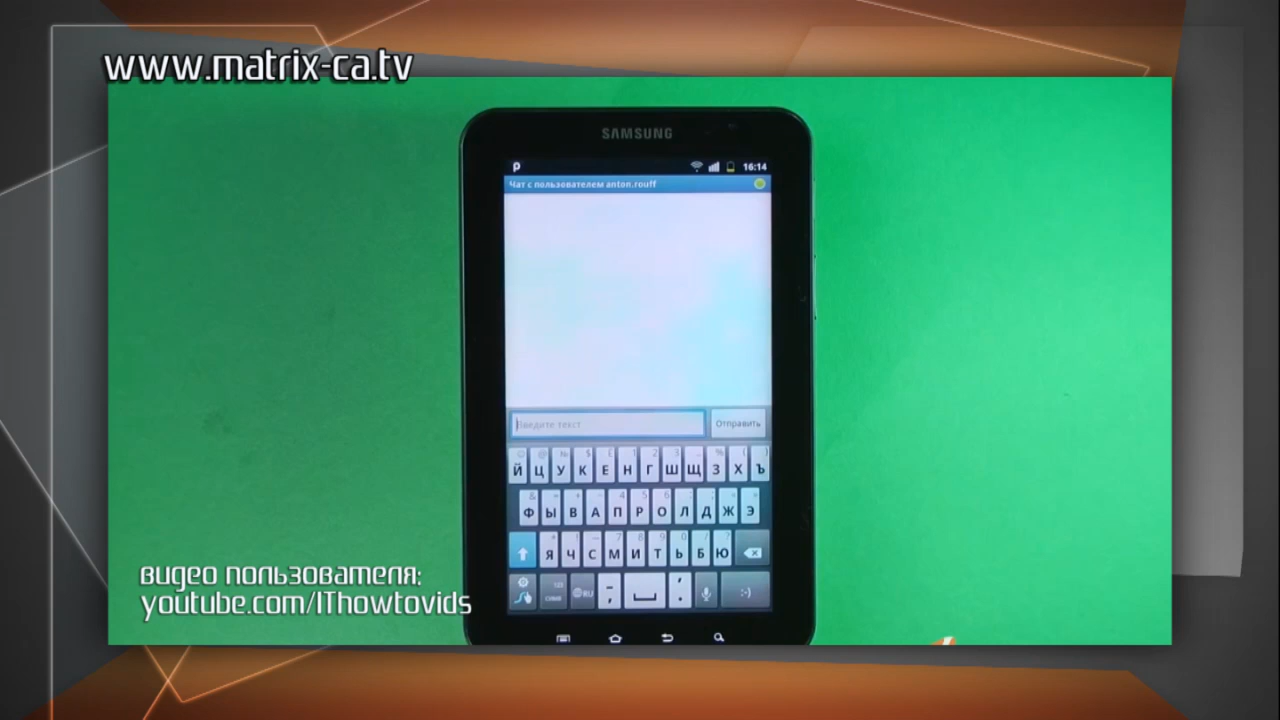 www.matrix-ca.tv
SAMSUNG
16:14
Чат с пользователем anton.rouff
Введите текст
Отправить
Й Ц У К Е Н Г Ш Щ З Х Ъ
Ф Ы В А П Р О Л Д Ж Э
Я Ч С М И Т Ь Б Ю
RU
:-)
видео пользователя:
youtube.com/IThowtovids